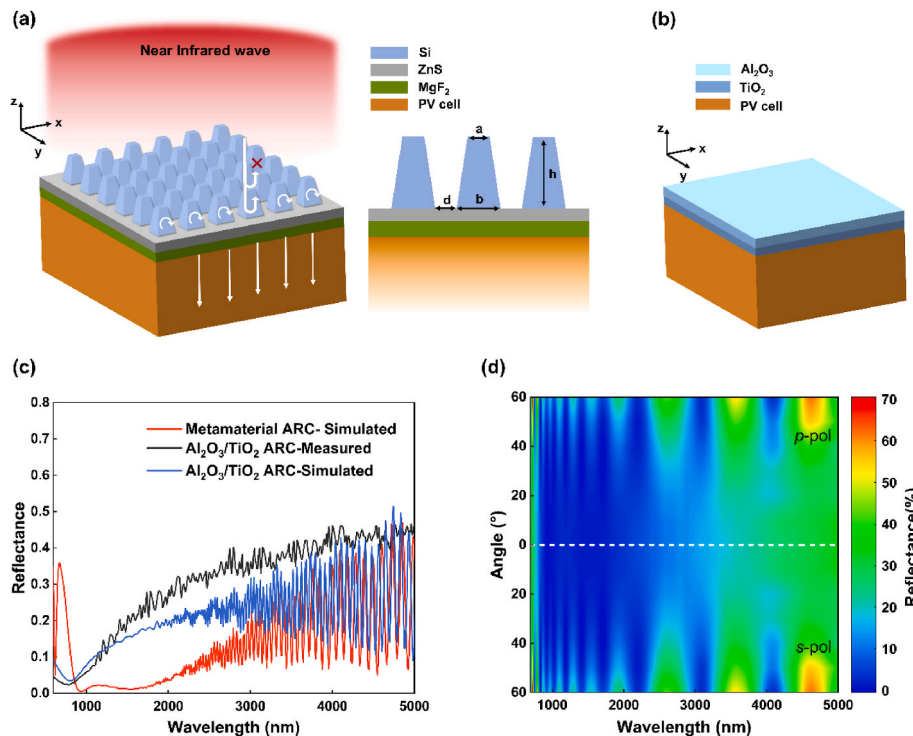 (a)
Near Infrared wave
Si
ZnS
MgF₂
PV cell
z
x
y
a
h
d
b
(b)
Al₂O₃
TiO₂
PV cell
z
x
y
(c)
0.8
0.7
0.6
0.5
0.4
0.3
0.2
0.1
0.0
Reflectance
Metamaterial ARC- Simulated
Al₂O₃/TiO₂ ARC-Measured
Al₂O₃/TiO₂ ARC-Simulated
1000 2000 3000 4000 5000
Wavelength (nm)
(d)
60
40
20
0
20
40
60
Angle (°)
p-pol
s-pol
1000 2000 3000 4000 5000
Wavelength (nm)
70
60
50
40
30
20
10
0
Reflectance(%)